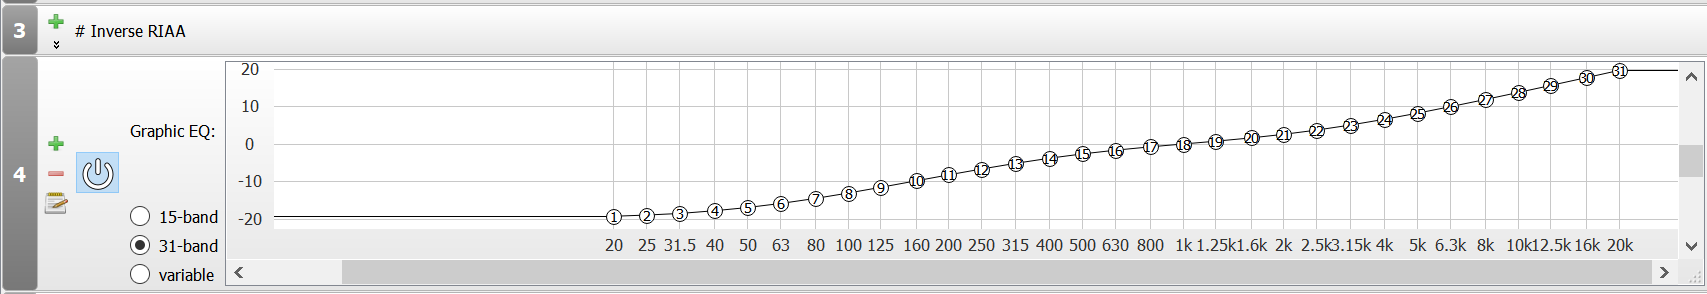 3 # Inverse RIAA
4
Graphic EQ:
15-band
31-band
variable
20
10
0
-10
-20
1 2 3 4 5 6 7 8 9 10 11 12 13 14 15 16 17 18 19 20 21 22 23 24 25 26 27 28 29 30 31
20 25 31.5 40 50 63 80 100 125 160 200 250 315 400 500 630 800 1k 1.25k 1.6k 2k 2.5k 3.15k 4k 5k 6.3k 8k 10k 12.5k 16k 20k